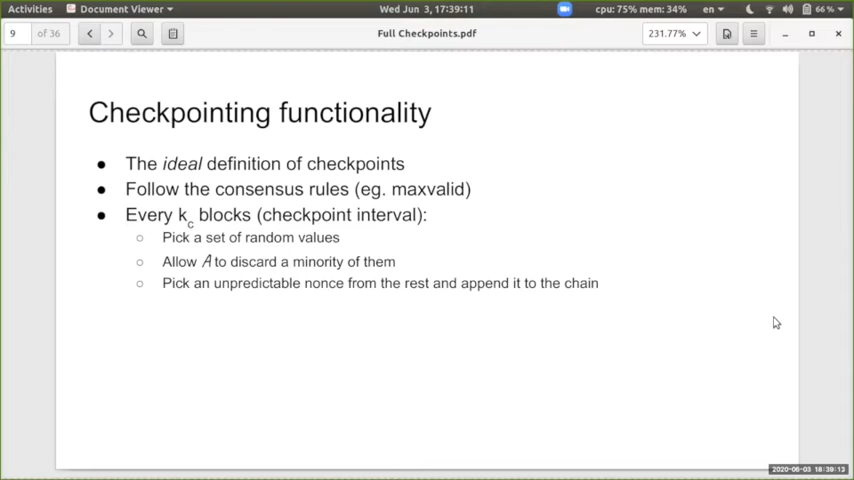 Activities Document Viewer Wed Jun 3, 17:39:11 cpu: 75% mem: 34% en 66 %
9 of 36 Full Checkpoints.pdf 231.77%
Checkpointing functionality
● The ideal definition of checkpoints
● Follow the consensus rules (eg. maxvalid)
● Every kc blocks (checkpoint interval):
○ Pick a set of random values
○ Allow A to discard a minority of them
○ Pick an unpredictable nonce from the rest and append it to the chain
2020-06-03 18:39:13